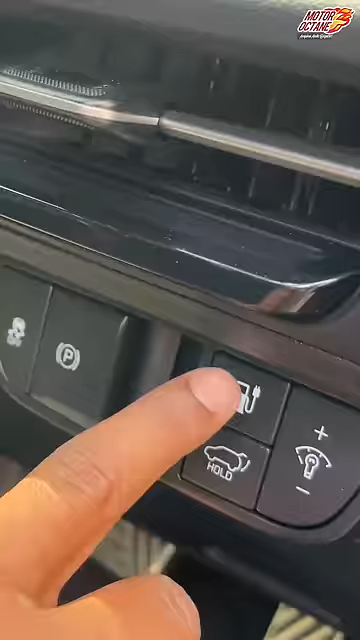 MOTOR
OCTANE
P
HOLD
+
-